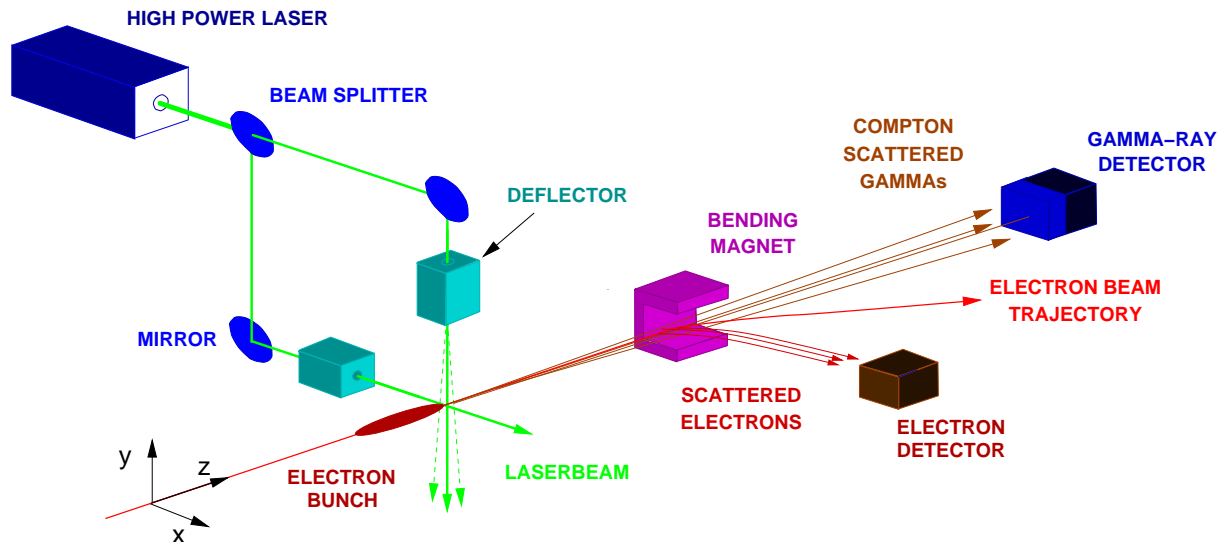 HIGH POWER LASER
BEAM SPLITTER
DEFLECTOR
COMPTON
SCATTERED
GAMMAs
GAMMA−RAY
DETECTOR
BENDING
MAGNET
ELECTRON BEAM
TRAJECTORY
MIRROR
SCATTERED
ELECTRONS
ELECTRON
DETECTOR
LASERBEAM
ELECTRON
BUNCH
y
z
x